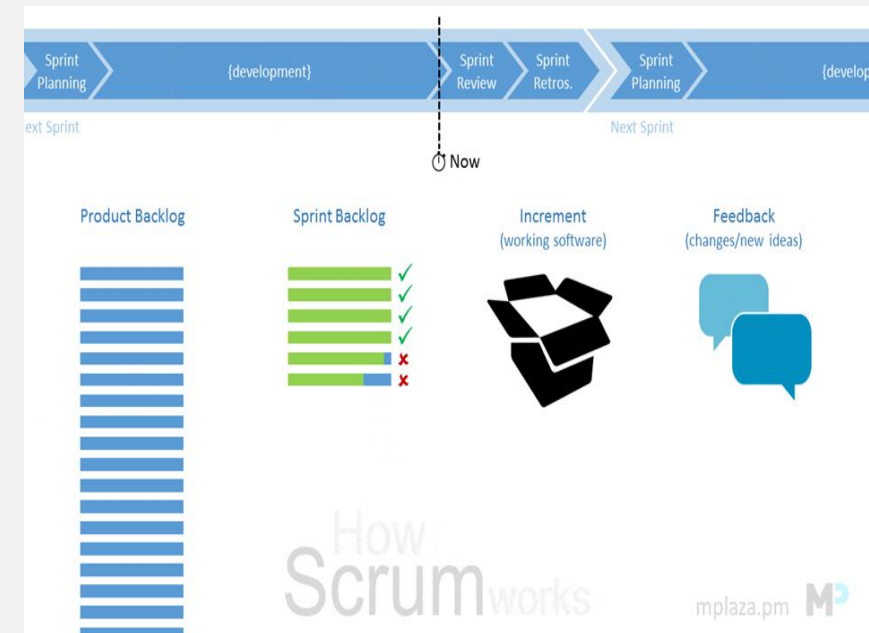 Sprint Planning
{development}
Sprint Review
Sprint Retros.
Sprint Planning
{develop
ext Sprint
Next Sprint
Now
Product Backlog
Sprint Backlog
Increment
(working software)
Feedback
(changes/new ideas)
How
Scrum works
mplaza.pm MP